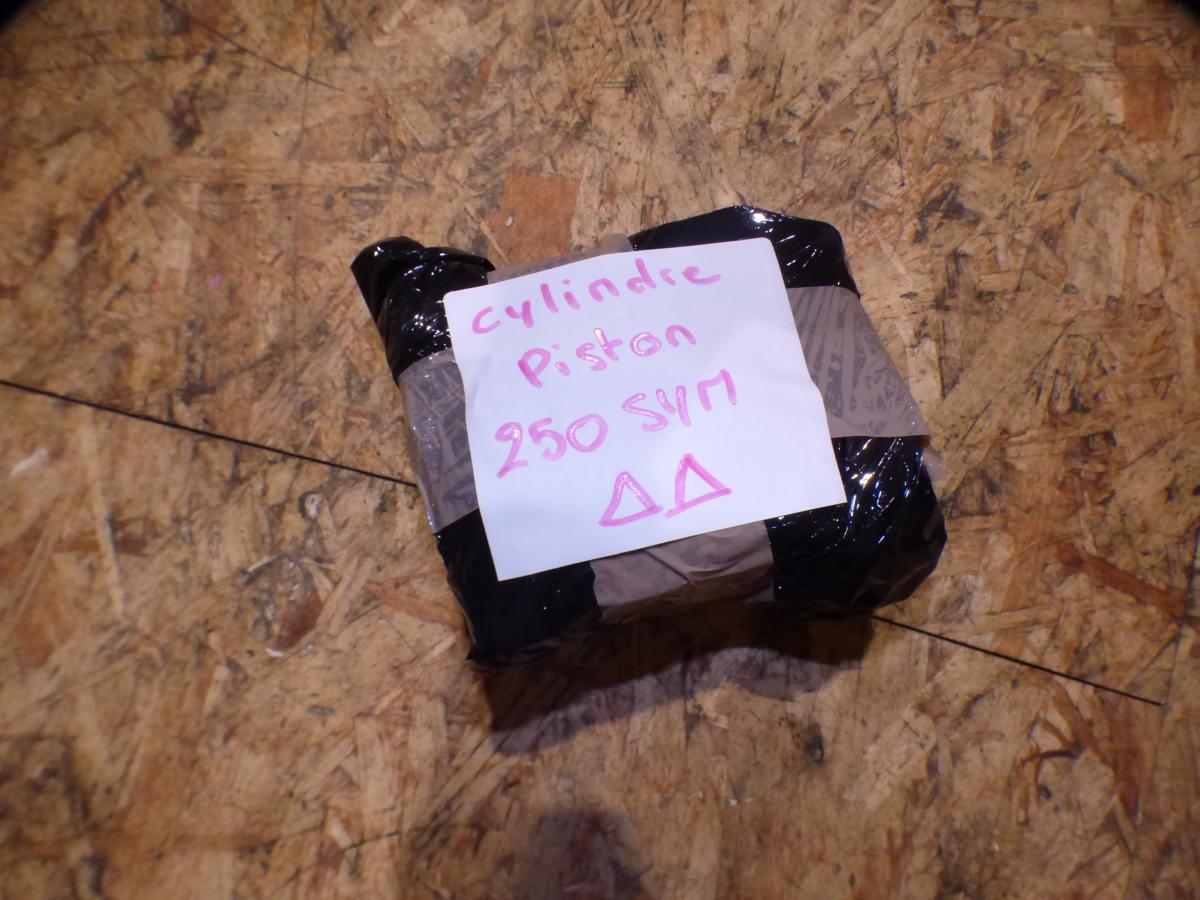 cylindre
Piston
250 SYM
ΔΔ